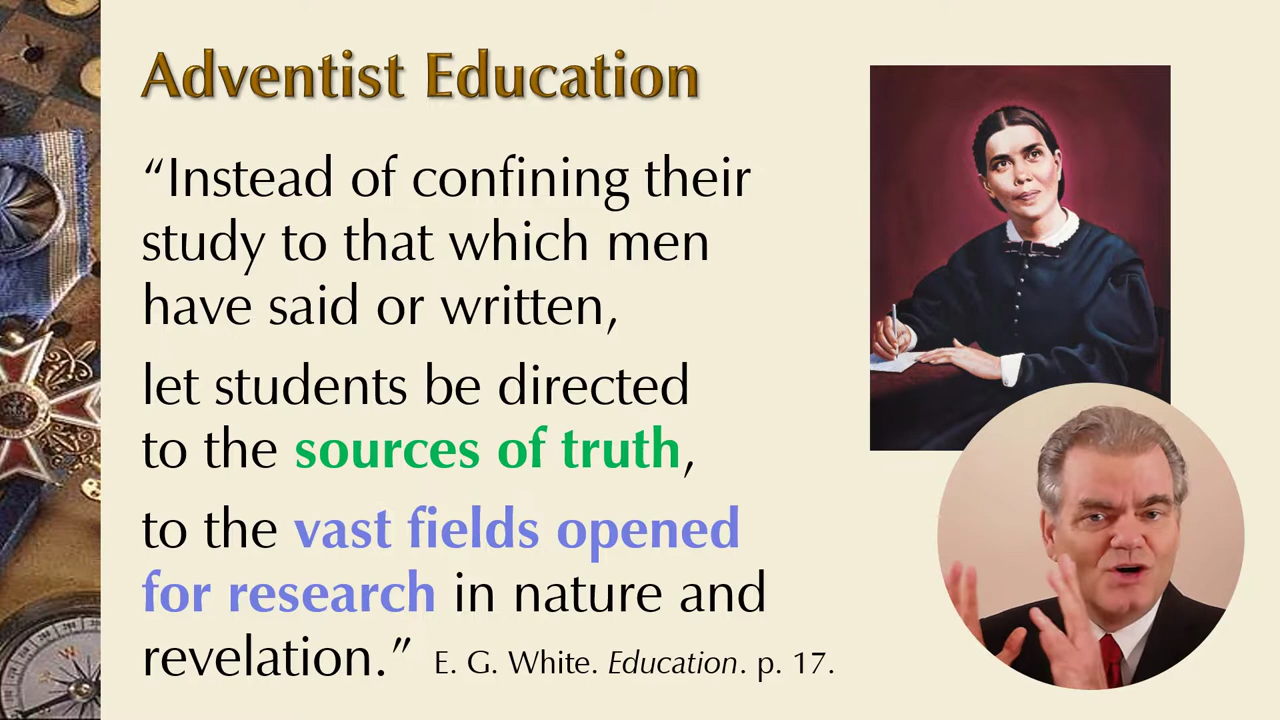 Adventist Education
“Instead of confining their
study to that which men
have said or written,
let students be directed
to the sources of truth,
to the vast fields opened
for research in nature and
revelation.” E. G. White. Education. p. 17.